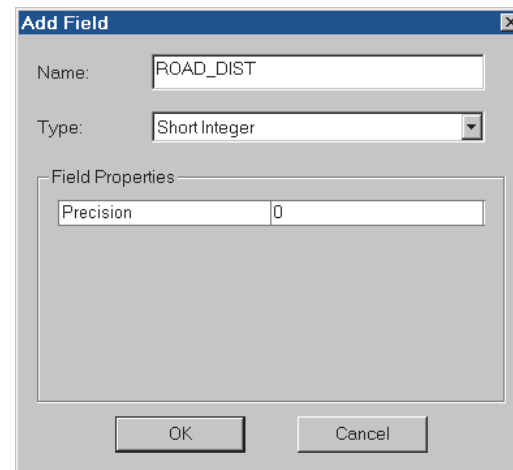 Add Field
Name: ROAD_DIST
Type: Short Integer
Field Properties
Precision 0
OK Cancel